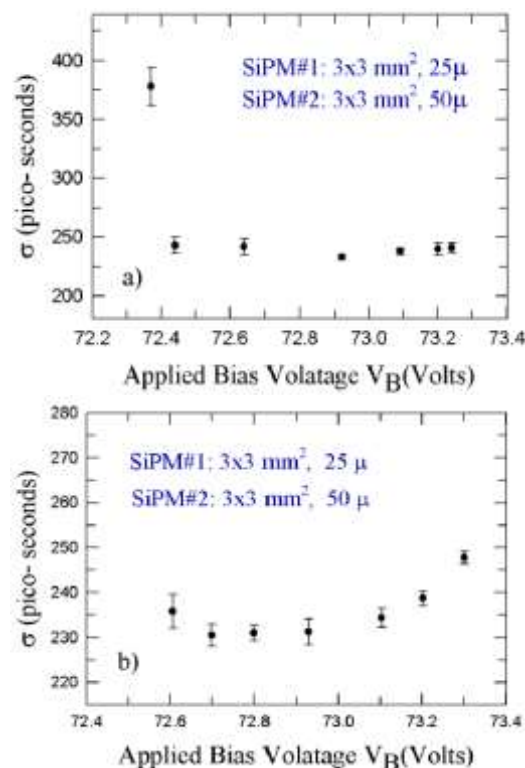 400
350
300
250
200
σ (pico- seconds)
SiPM#1: 3x3 mm², 25μ
SiPM#2: 3x3 mm², 50μ
a)
72.2 72.4 72.6 72.8 73.0 73.2 73.4
Applied Bias Volatage V_B(Volts)
280
270
260
250
240
230
220
σ (pico- seconds)
SiPM#1: 3x3 mm², 25 μ
SiPM#2: 3x3 mm², 50 μ
b)
72.4 72.6 72.8 73.0 73.2 73.4
Applied Bias Volatage V_B(Volts)